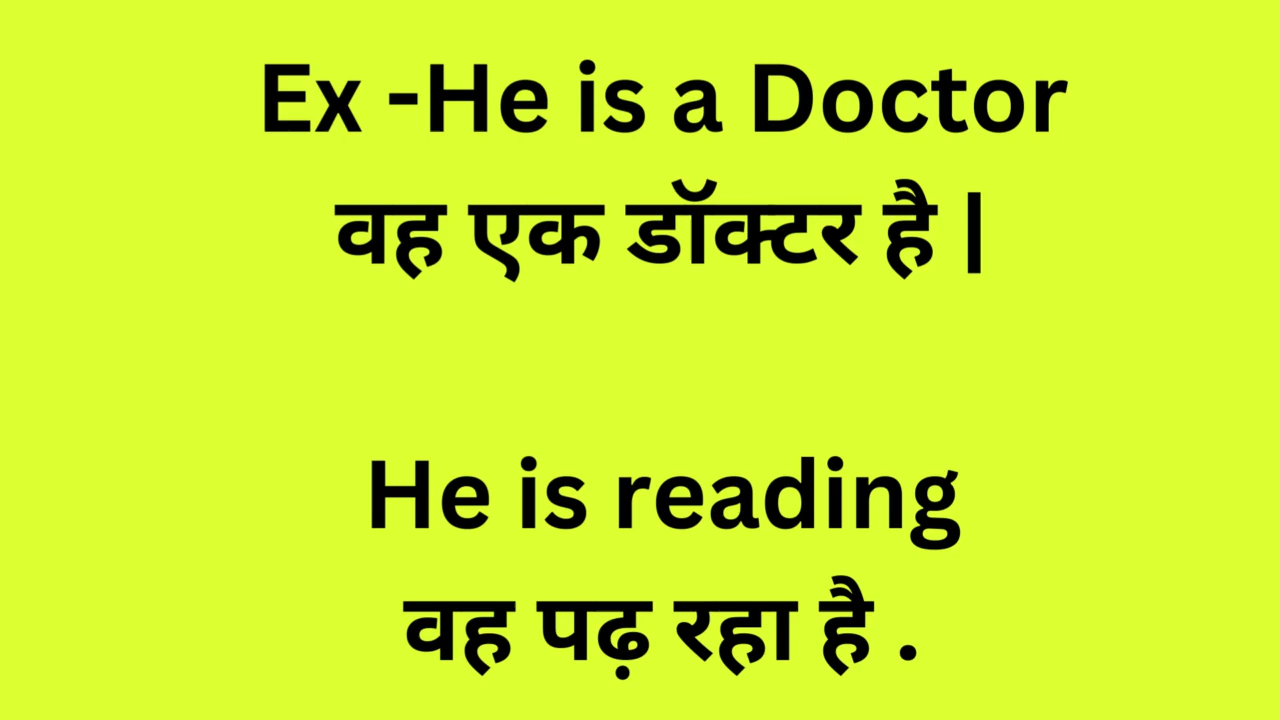 Ex -He is a Doctor
वह एक डॉक्टर है |
He is reading
वह पढ़ रहा है .